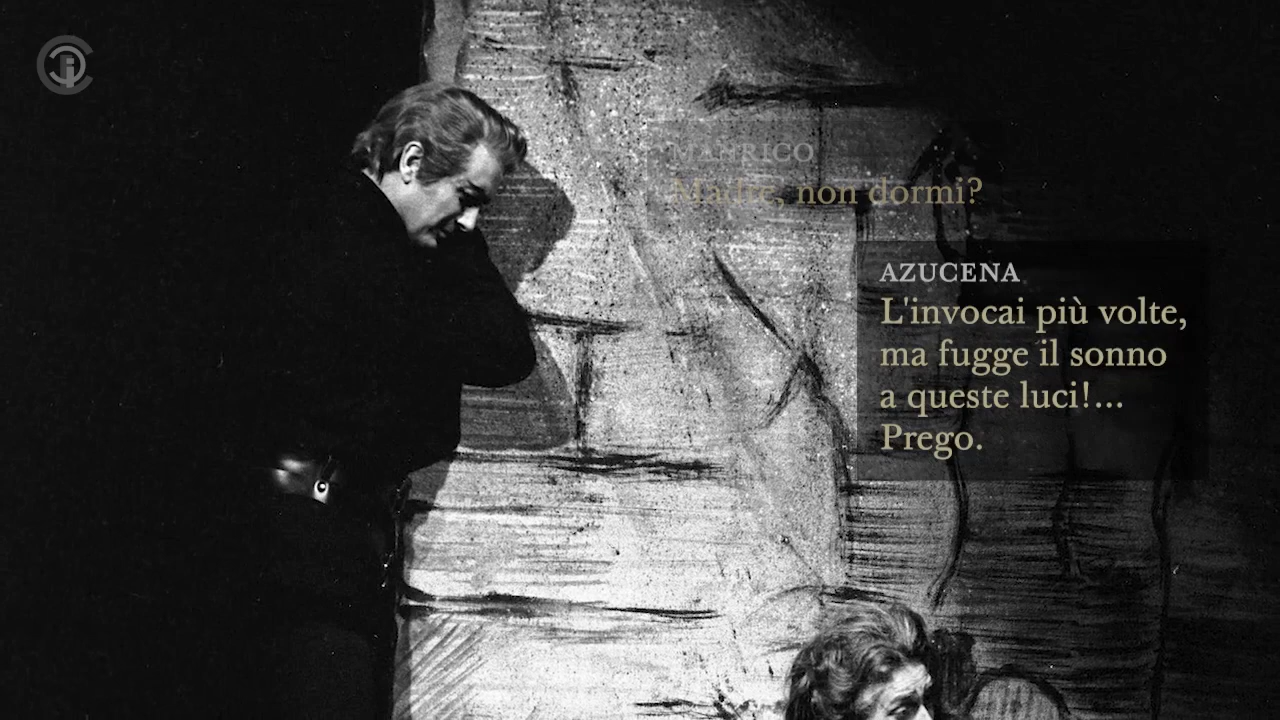 MANRICO
Madre, non dormi?
AZUCENA
L'invocai più volte,
ma fugge il sonno
a queste luci!...
Prego.